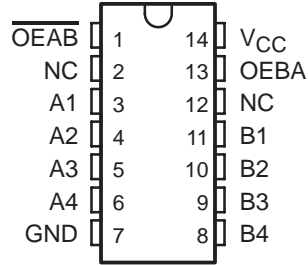 O̅E̅A̅B̅ 1 14 VCC
NC 2 13 OEBA
A1 3 12 NC
A2 4 11 B1
A3 5 10 B2
A4 6 9 B3
GND 7 8 B4